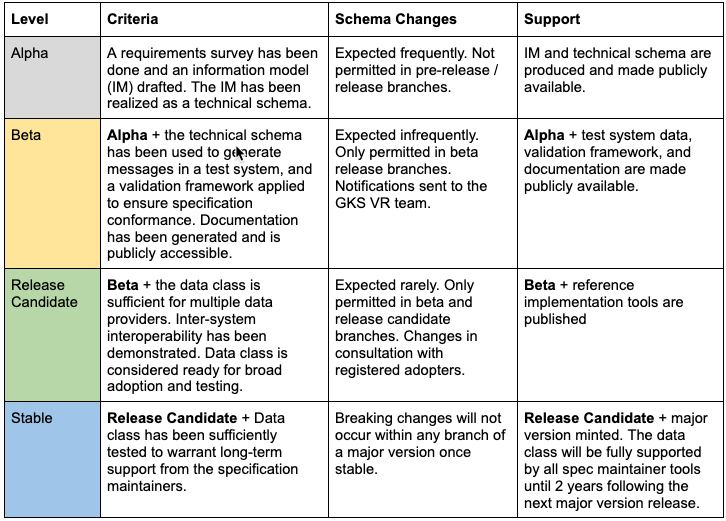 Level
Criteria
Schema Changes
Support
Alpha
A requirements survey has been
done and an information model
(IM) drafted. The IM has been
realized as a technical schema.
Expected frequently. Not
permitted in pre-release /
release branches.
IM and technical schema are
produced and made publicly
available.
Beta
Alpha + the technical schema
has been used to generate
messages in a test system, and
a validation framework applied
to ensure specification
conformance. Documentation
has been generated and is
publicly accessible.
Expected infrequently.
Only permitted in beta
release branches.
Notifications sent to the
GKS VR team.
Alpha + test system data,
validation framework, and
documentation are made
publicly available.
Release
Candidate
Beta + the data class is
sufficient for multiple data
providers. Inter-system
interoperability has been
demonstrated. Data class is
considered ready for broad
adoption and testing.
Expected rarely. Only
permitted in beta and
release candidate
branches. Changes in
consultation with
registered adopters.
Beta + reference
implementation tools are
published
Stable
Release Candidate + Data
class has been sufficiently
tested to warrant long-term
support from the specification
maintainers.
Breaking changes will not
occur within any branch of
a major version once
stable.
Release Candidate + major
version minted. The data
class will be fully supported
by all spec maintainer tools
until 2 years following the
next major version release.